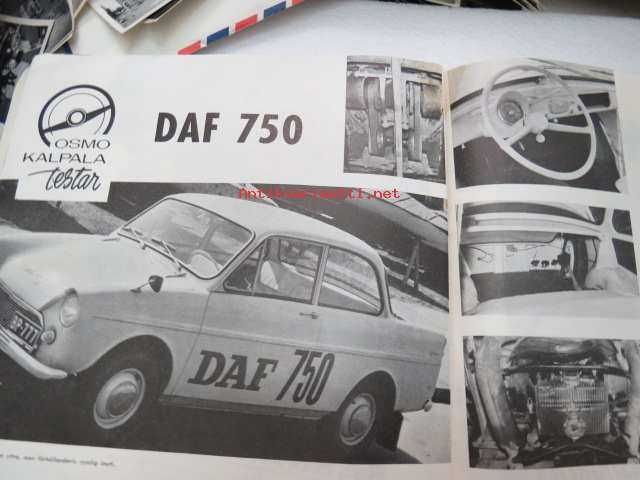 OSMO
KALPALA
testar
DAF 750
Antikvariaatti.net
DAF 750